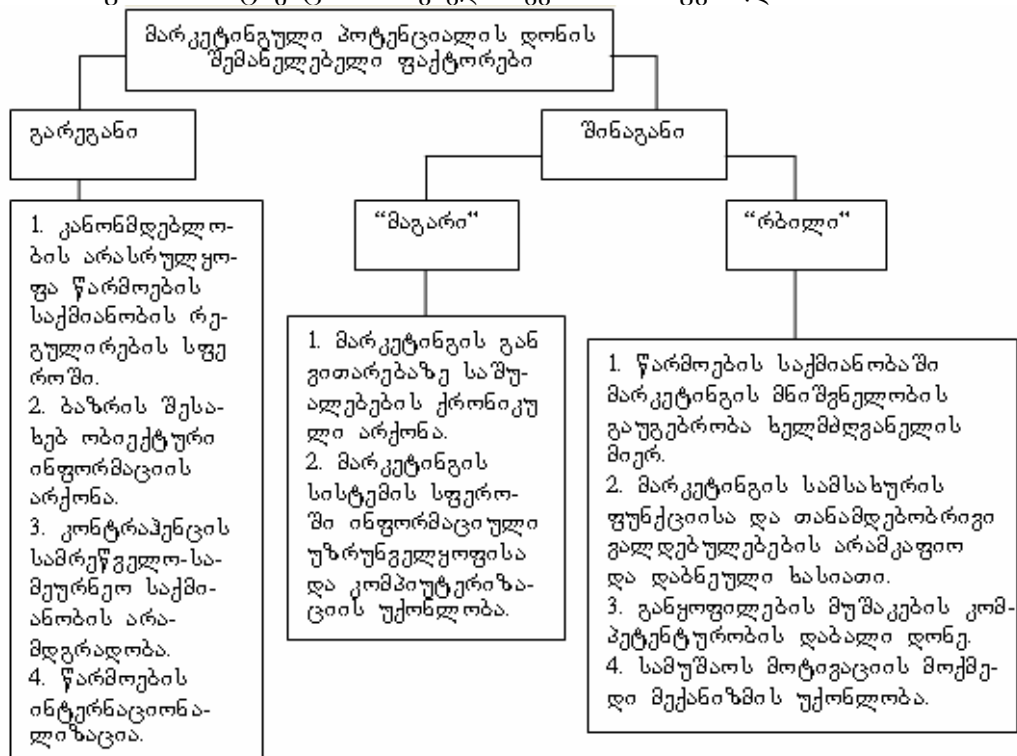 მარკეტინგული პოტენციალის დონის
შემანელებელი ფაქტორები
გარეგანი
შინაგანი
“მაგარი”
“რბილი”
1. კანონმდებლო-
ბის არასრულყო-
ფა წარმოების
საქმიანობის რე-
გულირების სფე
როში.
2. ბაზრის შესა-
ხებ ობიექტური
ინფორმაციის
არქონა.
3. კონტრაჰენცის
სამრეწველო-სა-
მეურნეო საქმი-
ანობის არა-
მდგრადობა.
4. წარმოების
ინტერნაციონა-
ლიზაცია.
1. მარკეტინგის გან
ვითარებაზე საშუ-
ალებების ქრონიკუ
ლი არქონა.
2. მარკეტინგის
სისტემის სფერო-
ში ინფორმაციული
უზრუნველყოფისა
და კომპიუტერიზა-
ციის უქონლობა.
1. წარმოების საქმიანობაში
მარკეტინგის მნიშვნელობის
გაუგებრობა ხელმძღვანელის
მიერ.
2. მარკეტინგის სამსახურის
ფუნქციისა და თანამდებობრივი
ვალდებულებების არამკაფიო
და დაბნეული ხასიათი.
3. განყოფილების მუშაკების კომ-
პეტენტურობის დაბალი დონე.
4. სამუშაოს მოტივაციის მოქმე-
დი მექანიზმის უქონლობა.